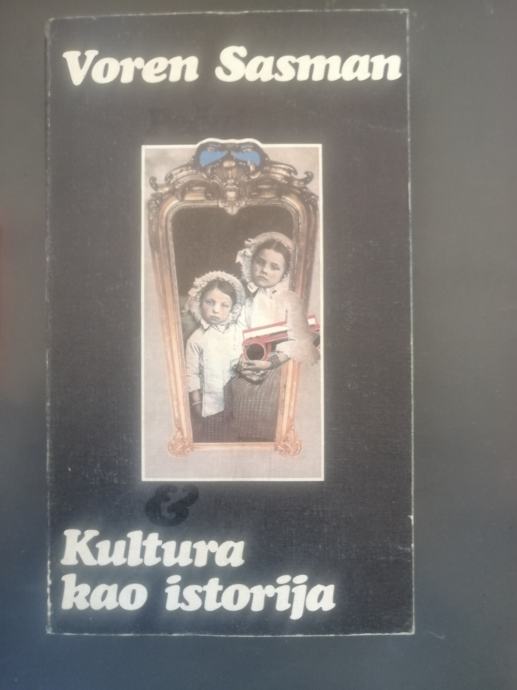 Voren Sasman
&
Kultura
kao istorija